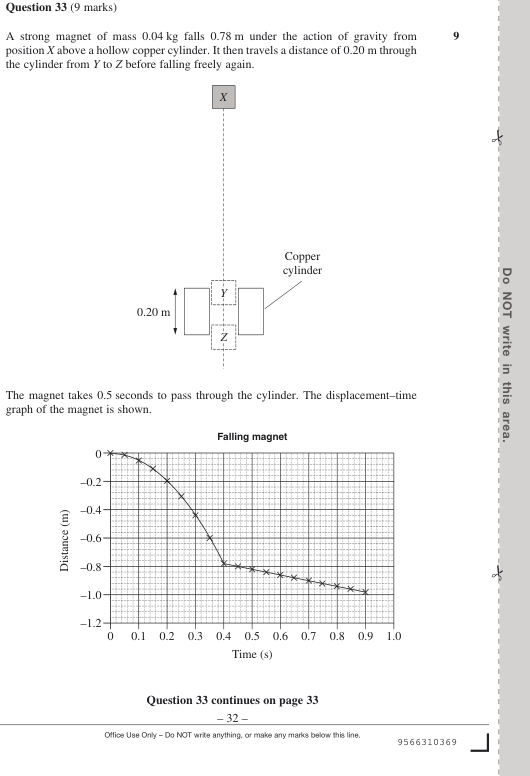 Question 33 (9 marks)
A strong magnet of mass 0.04 kg falls 0.78 m under the action of gravity from
position X above a hollow copper cylinder. It then travels a distance of 0.20 m through
the cylinder from Y to Z before falling freely again.
9
X
Copper
cylinder
Y
0.20 m
Z
Do NOT write in this area.
The magnet takes 0.5 seconds to pass through the cylinder. The displacement–time
graph of the magnet is shown.
Falling magnet
Distance (m)
0
–0.2
–0.4
–0.6
–0.8
–1.0
–1.2
0 0.1 0.2 0.3 0.4 0.5 0.6 0.7 0.8 0.9 1.0
Time (s)
Question 33 continues on page 33
– 32 –
Office Use Only – Do NOT write anything, or make any marks below this line.
9566310369